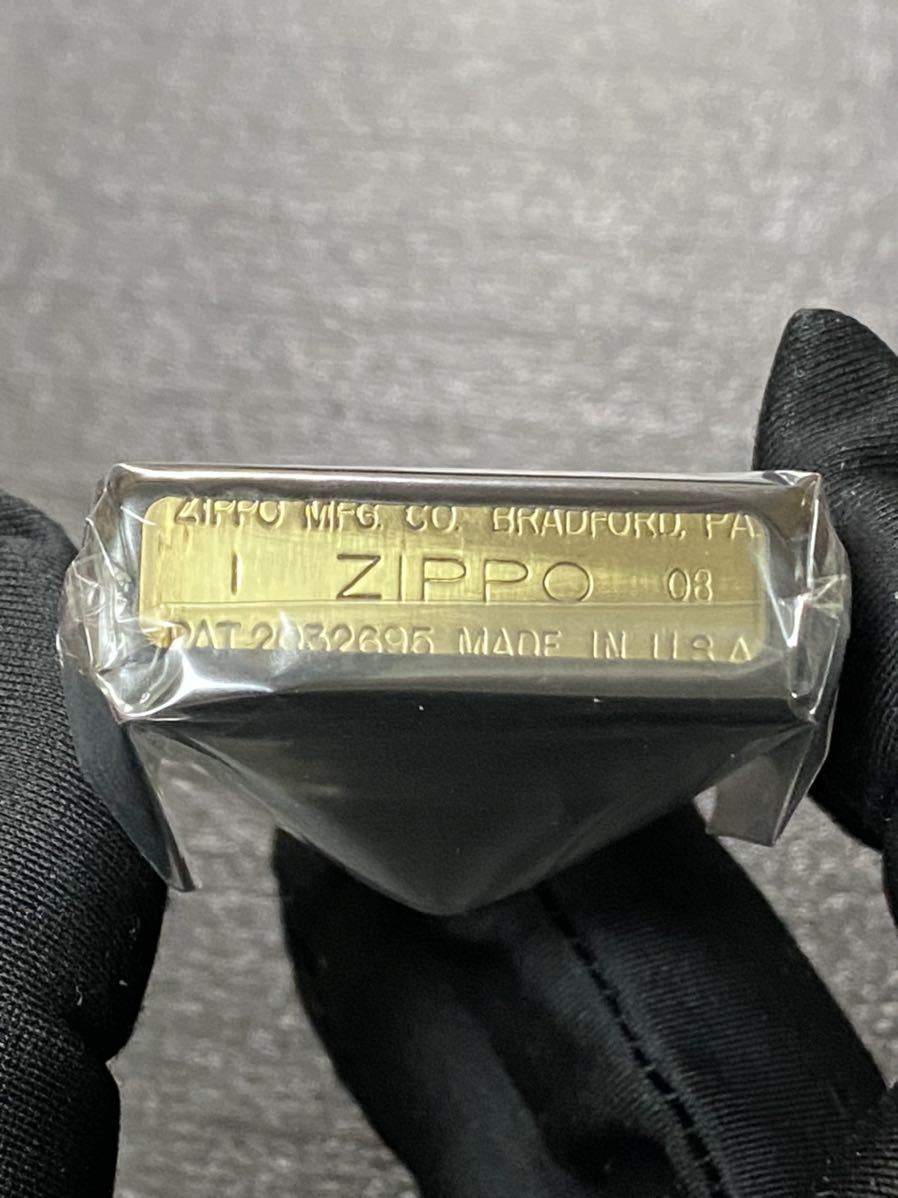 ZIPPO MFG. CO. BRADFORD, PA
I ZIPPO 08
PAT.2032695 MADE IN U.S.A